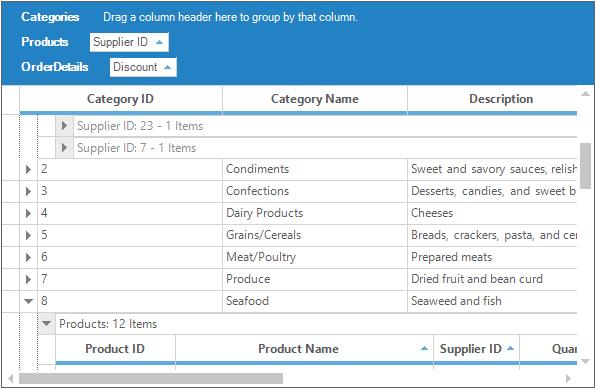 Categories Drag a column header here to group by that column.
Products Supplier ID
OrderDetails Discount
Category ID Category Name Description
Supplier ID: 23 - 1 Items
Supplier ID: 7 - 1 Items
2 Condiments Sweet and savory sauces, relish
3 Confections Desserts, candies, and sweet b
4 Dairy Products Cheeses
5 Grains/Cereals Breads, crackers, pasta, and cer
6 Meat/Poultry Prepared meats
7 Produce Dried fruit and bean curd
8 Seafood Seaweed and fish
Products: 12 Items
Product ID Product Name Supplier ID Quan